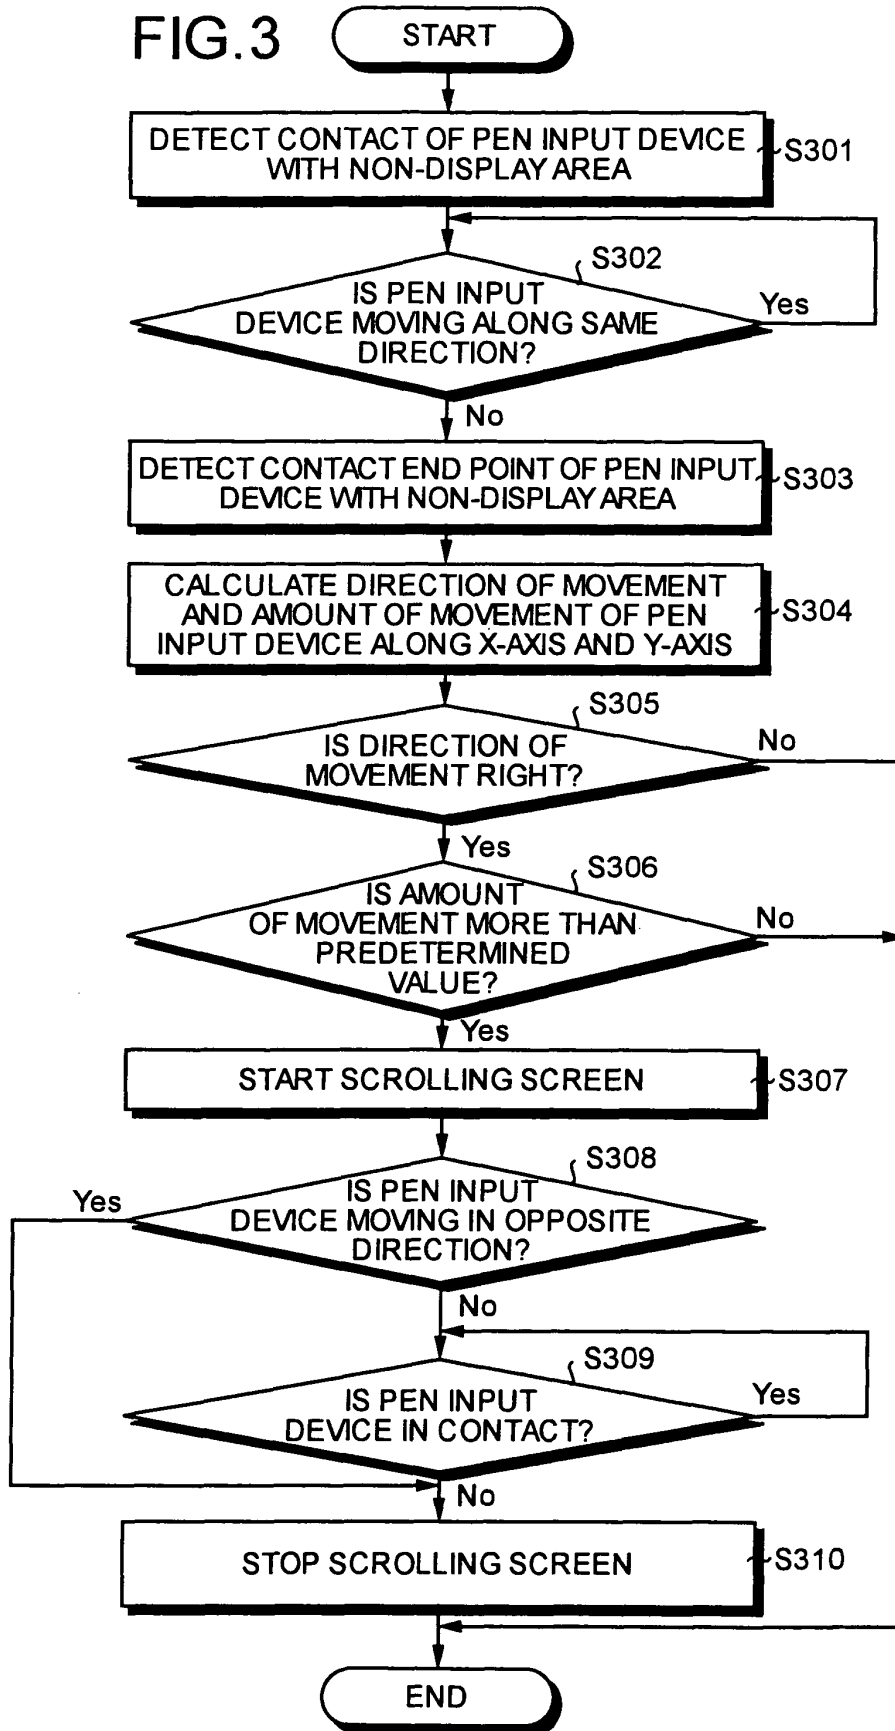 FIG.3
START
DETECT CONTACT OF PEN INPUT DEVICE
WITH NON-DISPLAY AREA
S301
S302
IS PEN INPUT
DEVICE MOVING ALONG SAME
DIRECTION?
Yes
No
DETECT CONTACT END POINT OF PEN INPUT
DEVICE WITH NON-DISPLAY AREA
S303
CALCULATE DIRECTION OF MOVEMENT
AND AMOUNT OF MOVEMENT OF PEN
INPUT DEVICE ALONG X-AXIS AND Y-AXIS
S304
S305
IS DIRECTION OF
MOVEMENT RIGHT?
No
Yes
S306
IS AMOUNT
OF MOVEMENT MORE THAN
PREDETERMINED
VALUE?
No
Yes
START SCROLLING SCREEN
S307
S308
IS PEN INPUT
DEVICE MOVING IN OPPOSITE
DIRECTION?
Yes
No
S309
IS PEN INPUT
DEVICE IN CONTACT?
Yes
No
STOP SCROLLING SCREEN
S310
END